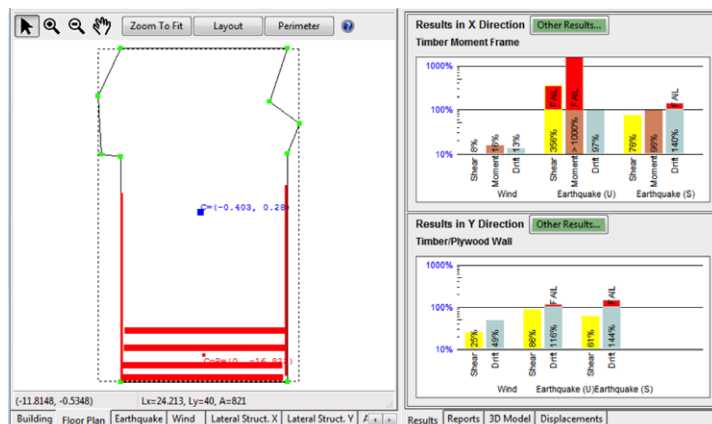 Zoom To Fit Layout Perimeter ?
C=(-0.403, 0.28)
(-11.8148, -0.5348) Lx=24.213, Ly=40, A=821
Building Floor Plan Earthquake Wind Lateral Struct. X Lateral Struct. Y
Results in X Direction Other Results...
Timber Moment Frame
1000%
100%
10%
8% 16% 13% 356% FAIL > 1000% FAIL 97% 76% 96% 140% FAIL
Shear Moment Drift Shear Moment Drift Shear Moment Drift
Wind Earthquake (U) Earthquake (S)
Results in Y Direction Other Results...
Timber/Plywood Wall
1000%
100%
10%
25% 49% 86% 116% FAIL 61% 144% FAIL
Shear Drift Shear Drift Shear Drift
Wind Earthquake (U) Earthquake (S)
Results Reports 3D Model Displacements